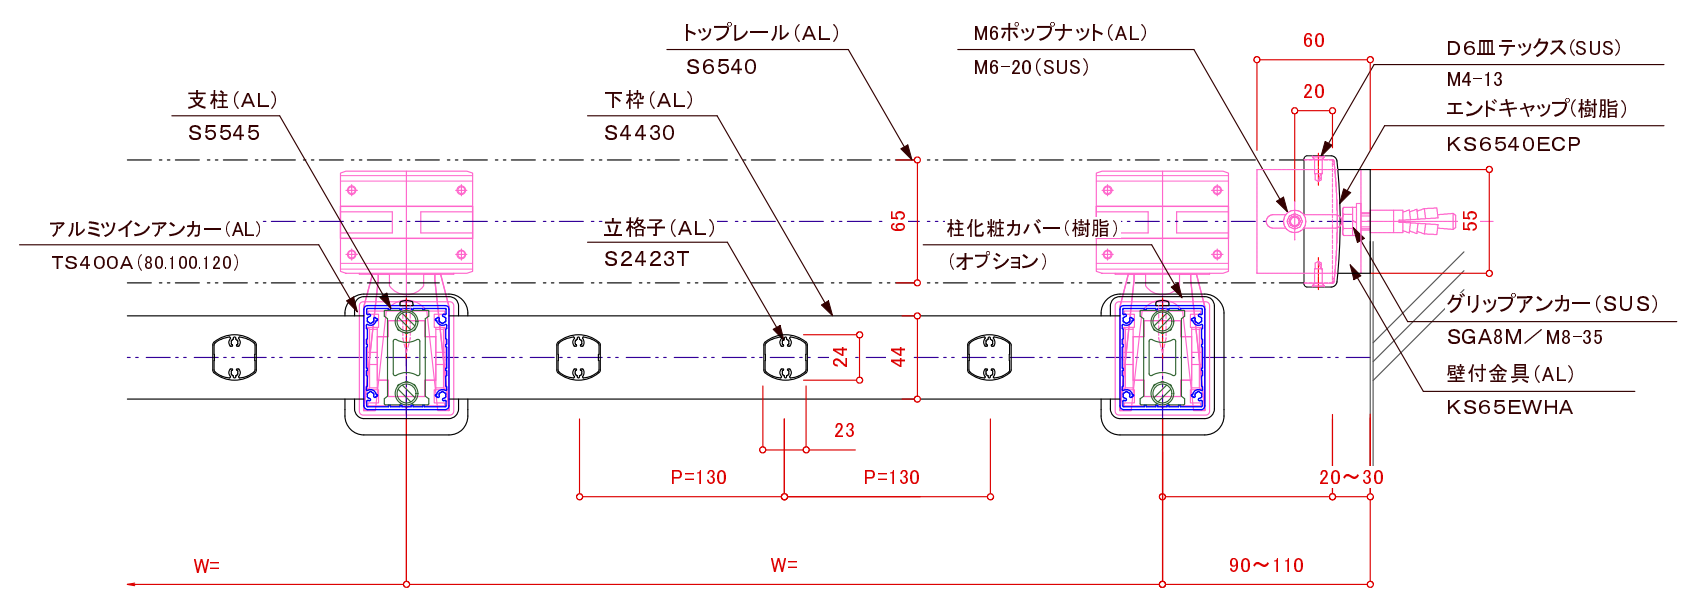 トップレール(AL)
S6540
M6ポップナット(AL)
M6-20(SUS)
60
D6皿テックス(SUS)
M4-13
20
エンドキャップ(樹脂)
KS6540ECP
支柱(AL)
S5545
下枠(AL)
S4430
アルミツインアンカー(AL)
TS400A(80.100.120)
立格子(AL)
S2423T
65
柱化粧カバー(樹脂)
(オプション)
55
グリップアンカー(SUS)
SGA8M／M8-35
24
44
壁付金具(AL)
KS65EWHA
23
P=130
P=130
20～30
W=
W=
90～110